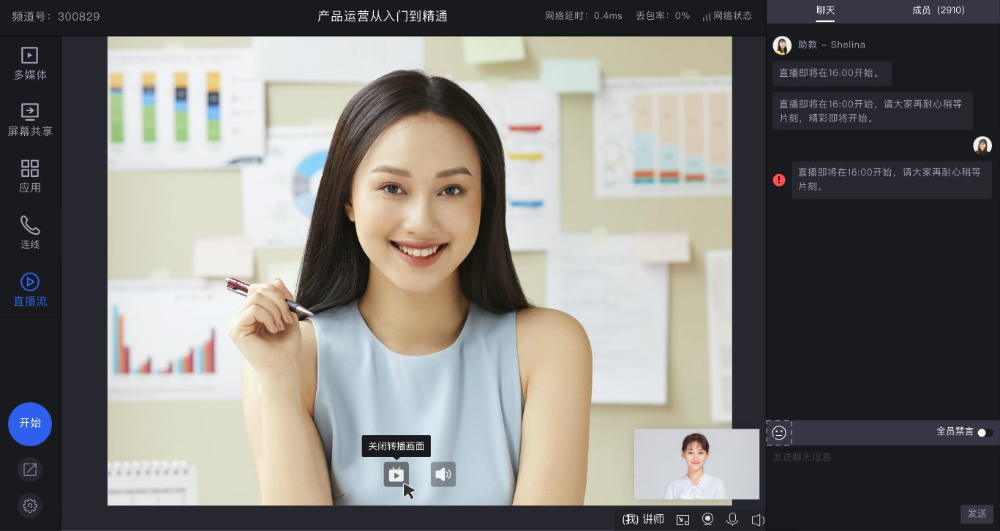 频道号：300829
产品运营从入门到精通
网络延时：0.4ms 丢包率：0% 网络状态
聊天
成员（2910）
多媒体
屏幕共享
应用
连线
直播流
开始
关闭转播画面
(我) 讲师
助教 – Shelina
直播即将在16:00开始。
直播即将在16:00开始，请大家再耐心稍等
片刻，精彩即将开始。
直播即将在16:00开始，请大家再耐心稍等
片刻。
全员禁言
发送聊天信息
发送